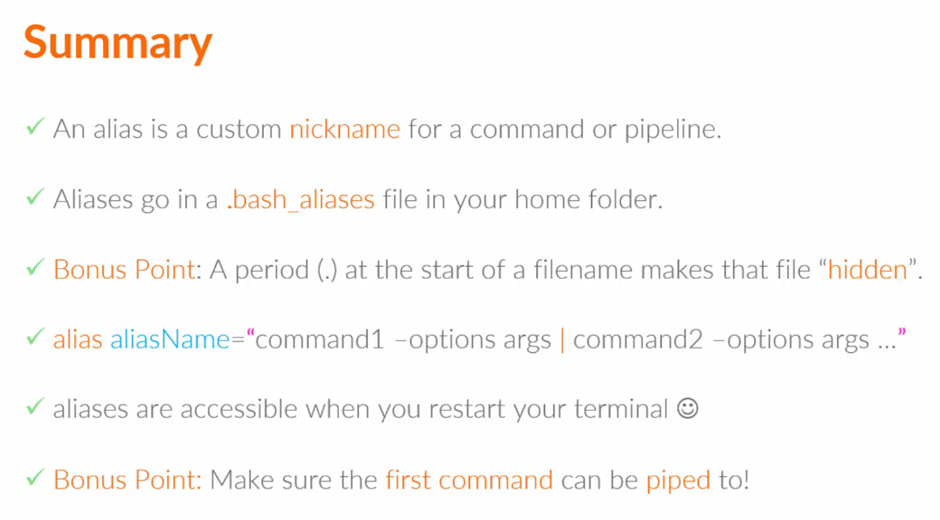 Summary
✓ An alias is a custom nickname for a command or pipeline.
✓ Aliases go in a .bash_aliases file in your home folder.
✓ Bonus Point: A period (.) at the start of a filename makes that file “hidden”.
✓ alias aliasName=“command1 –options args | command2 –options args …”
✓ aliases are accessible when you restart your terminal ☺
✓ Bonus Point: Make sure the first command can be piped to!